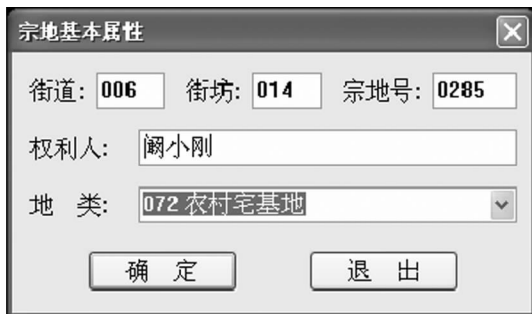 宗地基本属性
街道: 006 街坊: 014 宗地号: 0285
权利人: 阚小刚
地 类: 072 农村宅基地
确 定 退 出